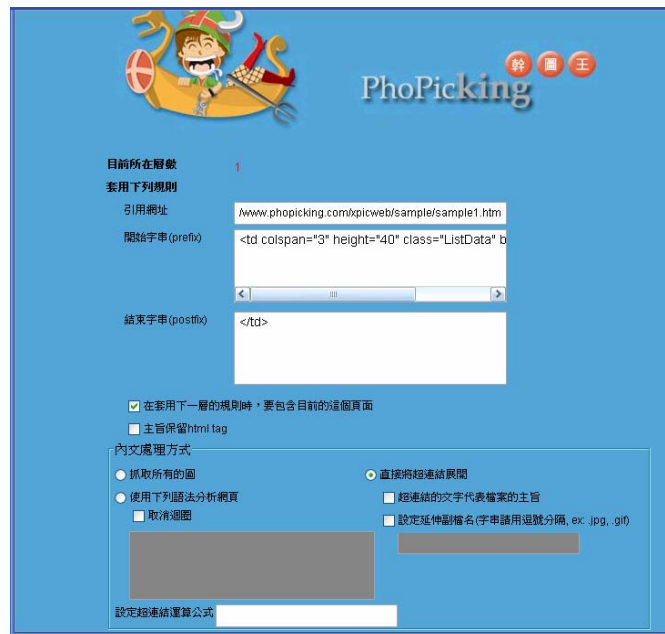 幹圖王
PhoPicking
目前所在層數 1
套用下列規則
引用網址 /www.phopicking.com/xpicweb/sample/sample1.htm
開始字串(prefix) <td colspan="3" height="40" class="ListData" b
結束字串(postfix) </td>
在套用下一層的規則時，要包含目前的這個頁面
主旨保留html tag
內文處理方式
抓取所有的圖 直接將超連結展開
使用下列語法分析網頁 超連結的文字代表檔案的主旨
取消迴圈 設定延伸副檔名(字串請用逗號分隔, ex: .jpg, .gif)
設定超連結運算公式